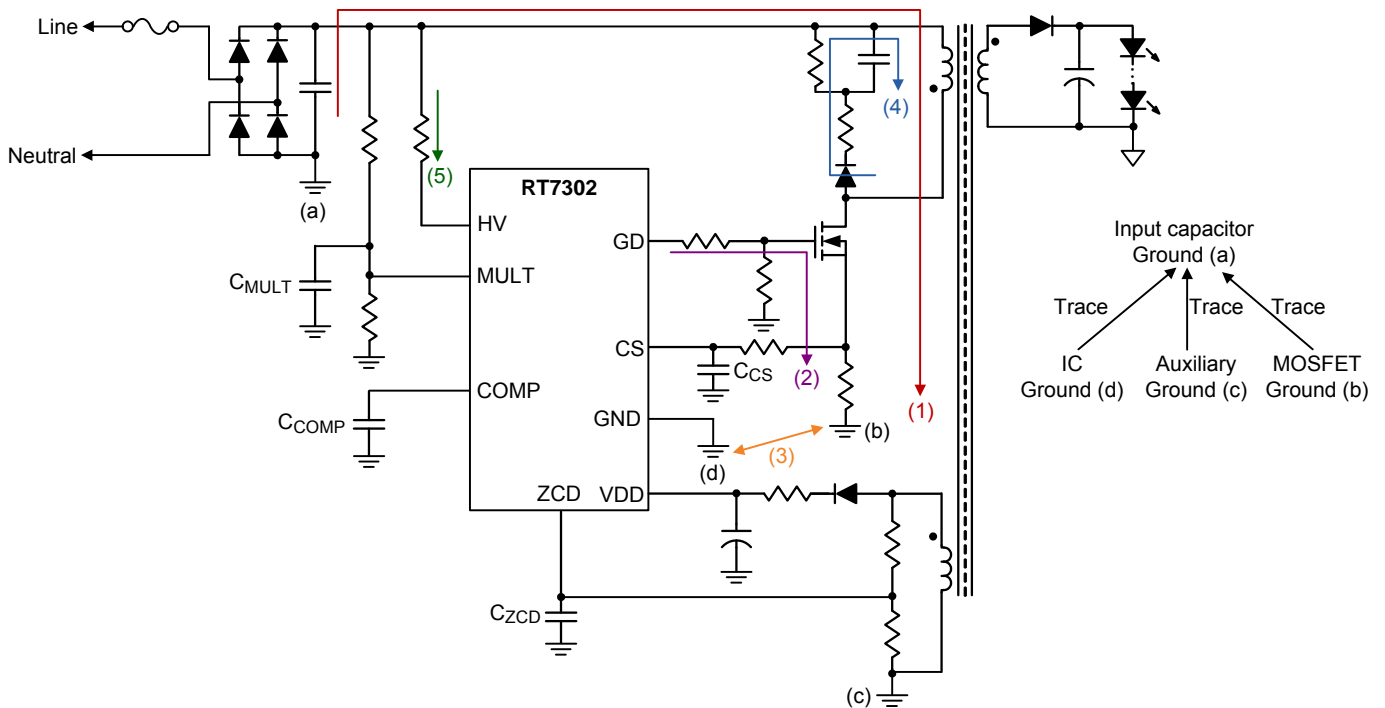 Line
Neutral
(a)
(5)
RT7302
HV
GD
MULT
CMULT
CS
CCS
COMP
CCOMP
GND
(d)
(3)
(b)
(2)
(1)
(4)
ZCD
VDD
CZCD
(c)
Input capacitor
Ground (a)
Trace Trace Trace
IC
Ground (d)
Auxiliary
Ground (c)
MOSFET
Ground (b)